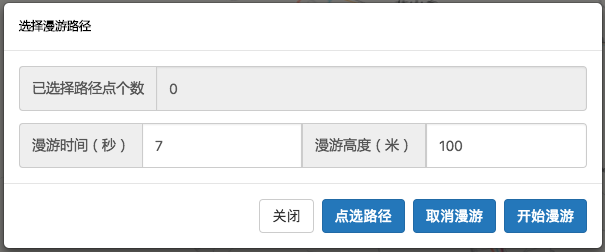 选择漫游路径
已选择路径点个数 0
漫游时间（秒） 7 漫游高度（米） 100
关闭 点选路径 取消漫游 开始漫游